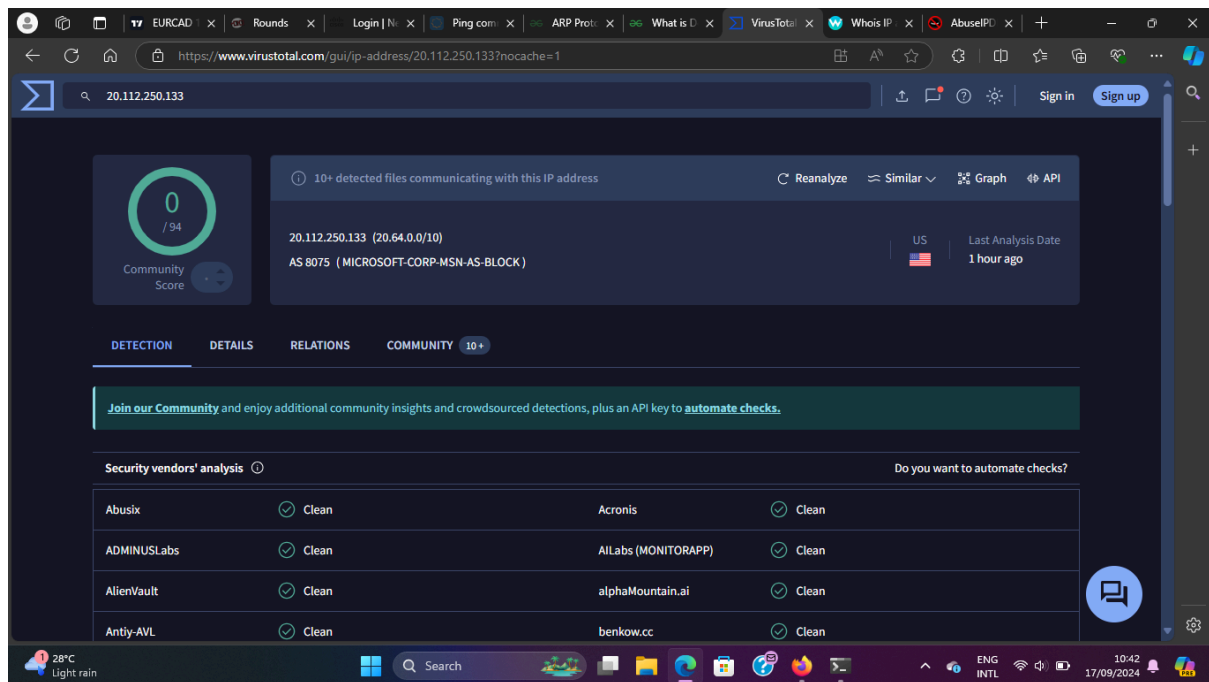 EURCAD 1
Rounds
Login | Ne
Ping com
ARP Proto
What is D
VirusTotal
Whois IP
AbuseIPD
https://www.virustotal.com/gui/ip-address/20.112.250.133?nocache=1
20.112.250.133
Sign in
Sign up
0
/ 94
Community
Score
10+ detected files communicating with this IP address
Reanalyze
Similar
Graph
API
20.112.250.133 (20.64.0.0/10)
AS 8075 ( MICROSOFT-CORP-MSN-AS-BLOCK )
US
Last Analysis Date
1 hour ago
DETECTION
DETAILS
RELATIONS
COMMUNITY 10+
Join our Community and enjoy additional community insights and crowdsourced detections, plus an API key to automate checks.
Security vendors' analysis
Do you want to automate checks?
Abusix
Clean
Acronis
Clean
ADMINUSLabs
Clean
AILabs (MONITORAPP)
Clean
AlienVault
Clean
alphaMountain.ai
Clean
Antiy-AVL
Clean
benkow.cc
Clean
1
28°C
Light rain
Search
ENG
INTL
10:42
17/09/2024
PRE